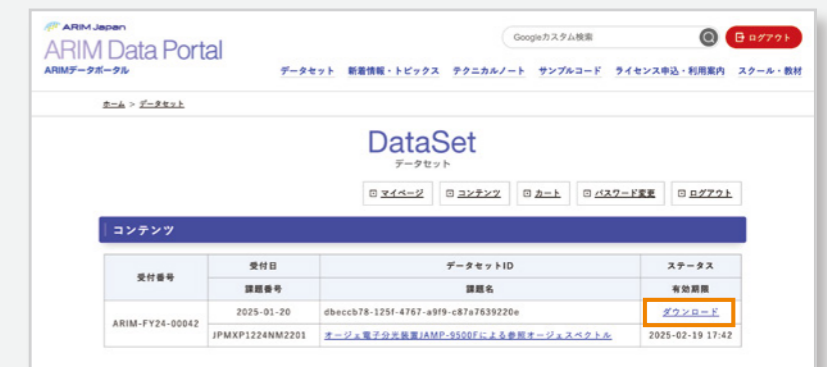 ARIM Japan
ARIM Data Portal
ARIMデータポータル
Googleカスタム検索
ログアウト
データセット 新着情報・トピックス テクニカルノート サンプルコード ライセンス申込・利用案内 スクール・教材
ホーム > データセット
DataSet
データセット
マイページ コンテンツ カート パスワード変更 ログアウト
コンテンツ
受付番号 受付日 データセットID ステータス
課題番号 課題名 有効期限
ARIM-FY24-00042 2025-01-20 dbeccb78-125f-4767-a9f9-c87a7639220e ダウンロード
JPMXP1224NM2201 オージェ電子分光装置JAMP-9500Fによる参照オージェスペクトル 2025-02-19 17:42